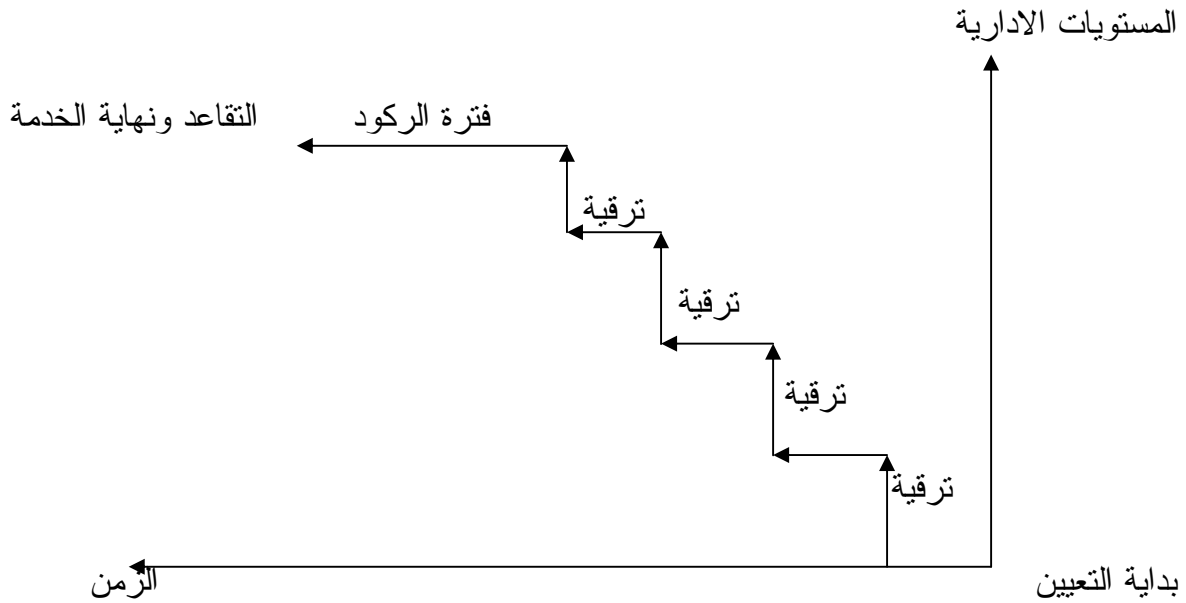 المستويات الادارية
فترة الركود
التقاعد ونهاية الخدمة
ترقية
ترقية
ترقية
ترقية
بداية التعيين
الزمن